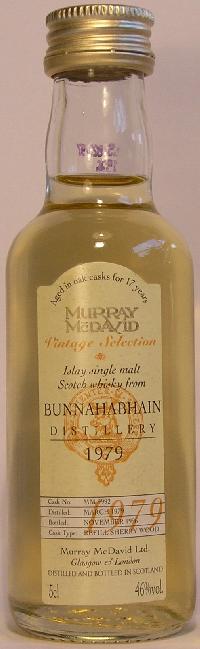 Aged in oak casks for 17 years
MURRAY
McDAVID
Vintage Selection
Islay single malt
Scotch whisky from
BUNNAHABHAIN
DISTILLERY
1979
Cask No. MM 3992
Distilled: MARCH 1979
Bottled: NOVEMBER 1996
Cask Type: REFILL SHERRY WOOD
Murray McDavid Ltd.
Glasgow & London
DISTILLED AND BOTTLED IN SCOTLAND
5cl 46%vol.